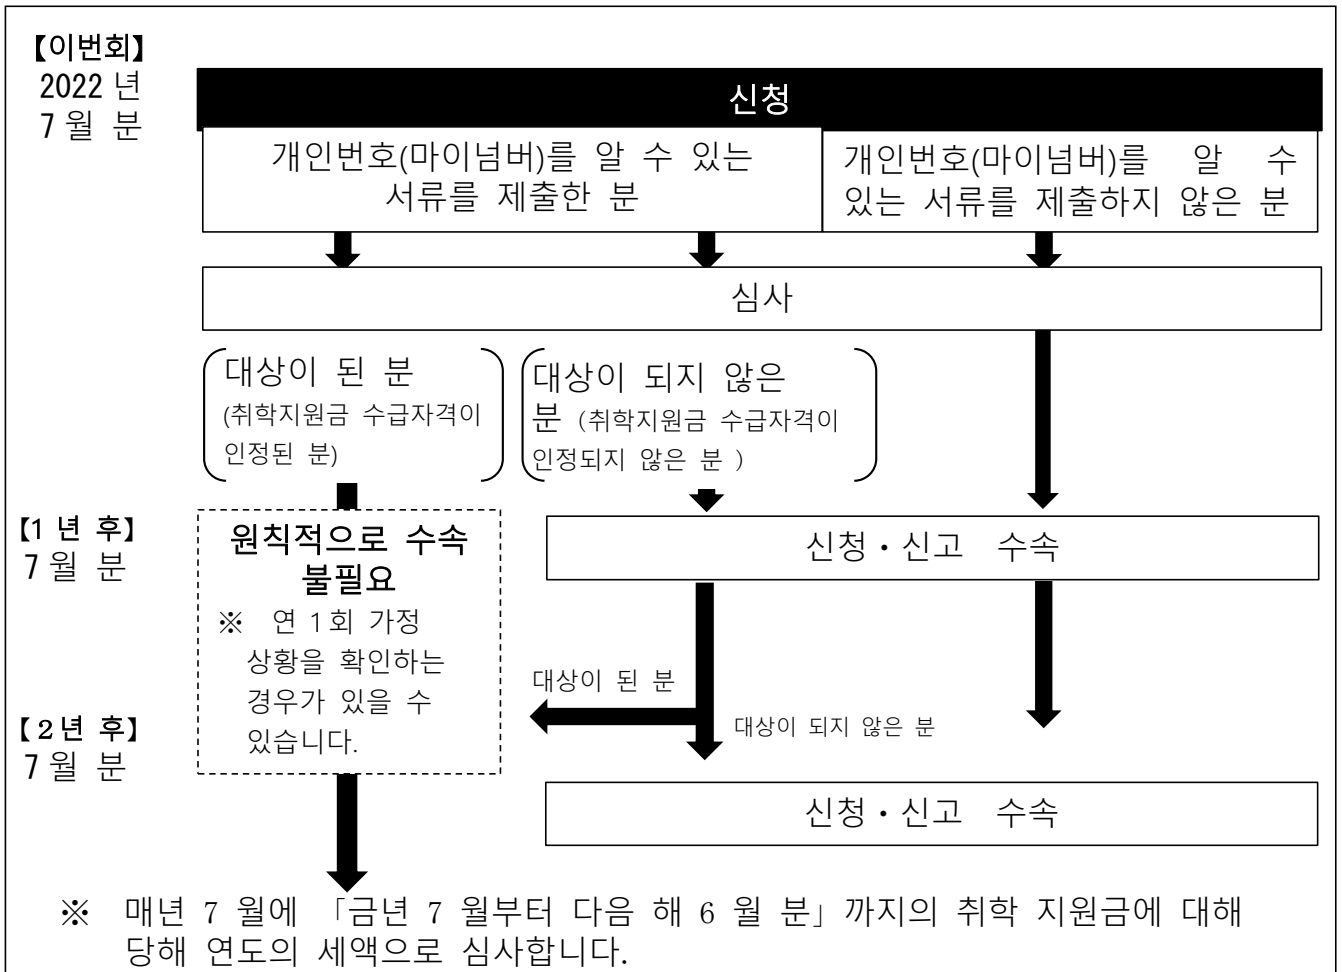 【이번회】
2022 년
7 월 분
신청
개인번호(마이넘버)를 알 수 있는
서류를 제출한 분
개인번호(마이넘버)를 알 수
있는 서류를 제출하지 않은 분
심사
대상이 된 분
(취학지원금 수급자격이
인정된 분)
대상이 되지 않은
분 (취학지원금 수급자격이
인정되지 않은 분 )
【1 년 후】
7 월 분
원칙적으로 수속
불필요
※ 연 1회 가정
상황을 확인하는
경우가 있을 수
있습니다.
신청・신고 수속
대상이 된 분
대상이 되지 않은 분
【2년 후】
7 월 분
신청・신고 수속
※ 매년 7 월에 「금년 7 월부터 다음 해 6 월 분」까지의 취학 지원금에 대해
당해 연도의 세액으로 심사합니다.